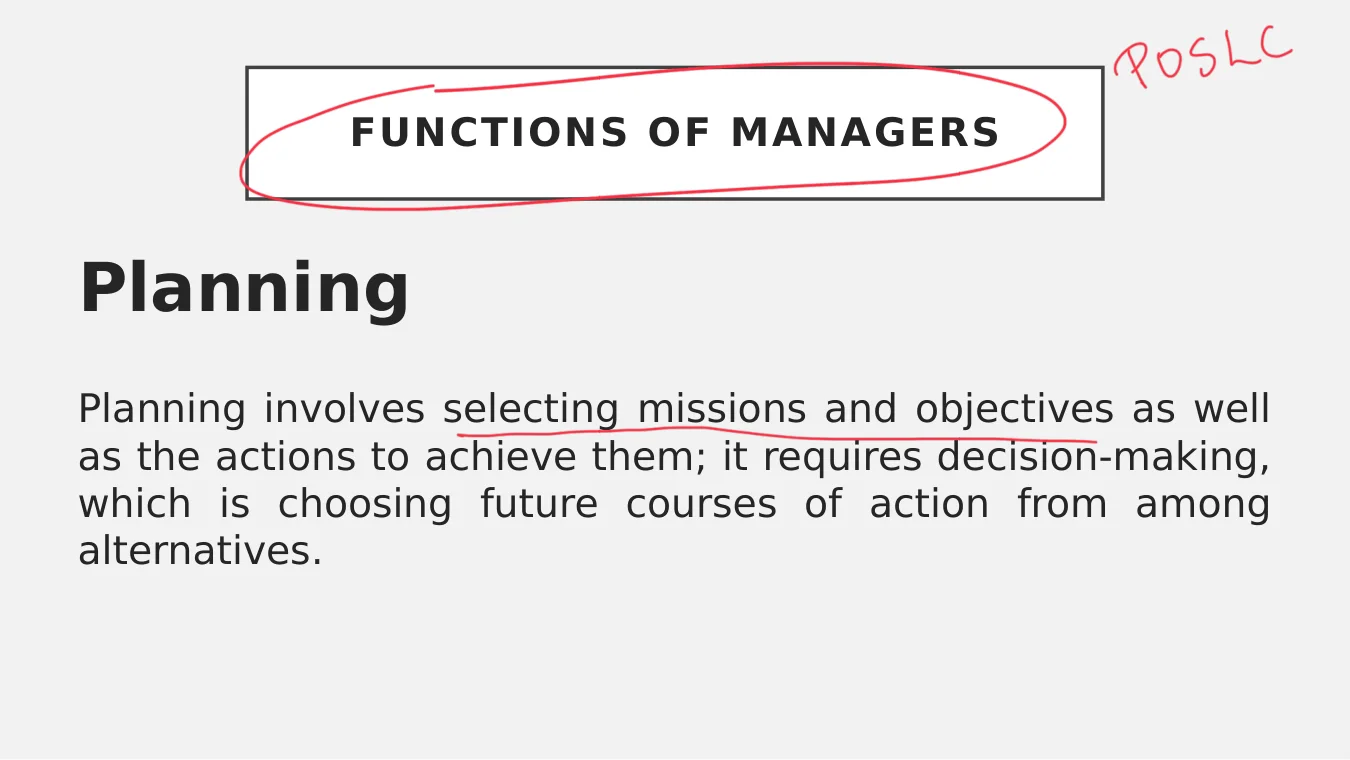 POSLC
FUNCTIONS OF MANAGERS
Planning
Planning involves selecting missions and objectives as well
as the actions to achieve them; it requires decision-making,
which is choosing future courses of action from among
alternatives.